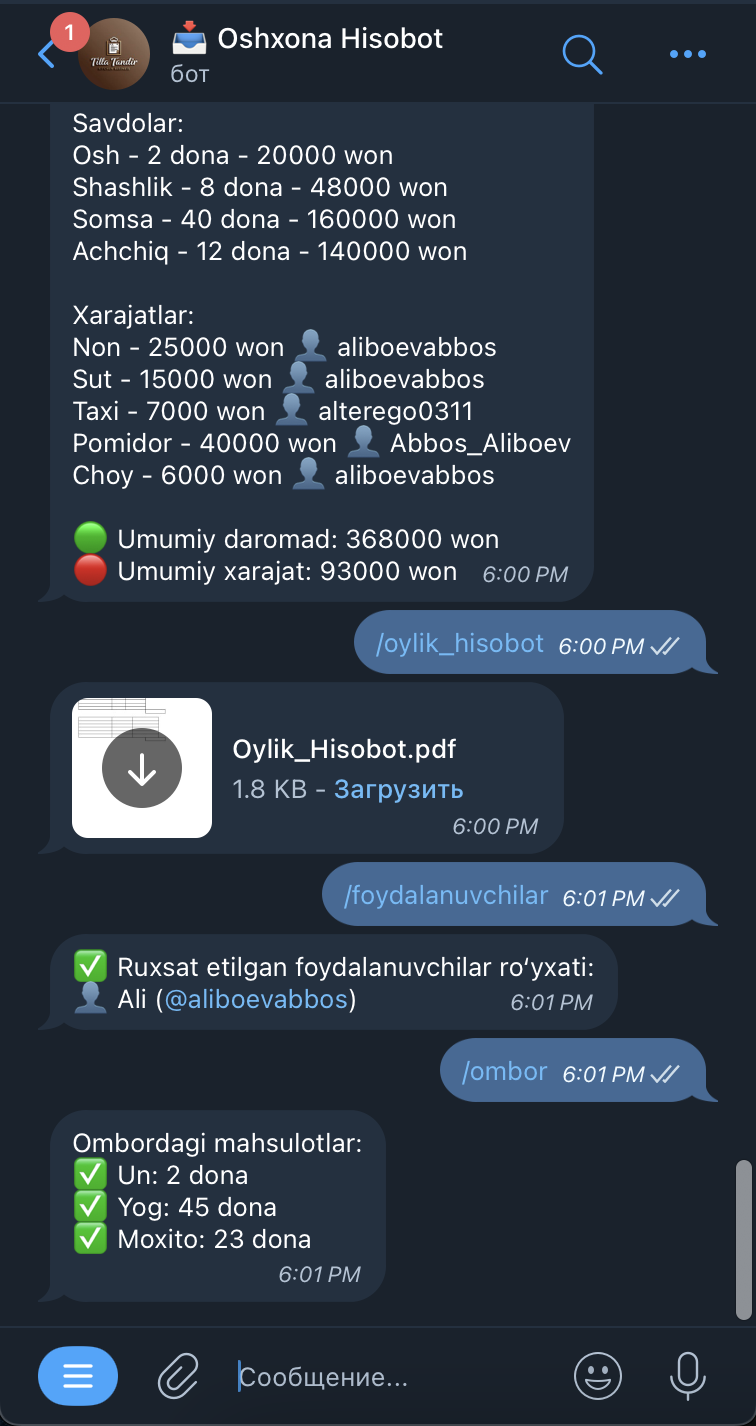 1
Tilla Tandir
📥 Oshxona Hisobot
бот
Savdolar:
Osh - 2 dona - 20000 won
Shashlik - 8 dona - 48000 won
Somsa - 40 dona - 160000 won
Achchiq - 12 dona - 140000 won
Xarajatlar:
Non - 25000 won 👤 aliboevabbos
Sut - 15000 won 👤 aliboevabbos
Taxi - 7000 won 👤 alterego0311
Pomidor - 40000 won 👤 Abbos_Aliboev
Choy - 6000 won 👤 aliboevabbos
🟢 Umumiy daromad: 368000 won
🔴 Umumiy xarajat: 93000 won 6:00 PM
/oylik_hisobot 6:00 PM
Oylik_Hisobot.pdf
1.8 KB - Загрузить
6:00 PM
/foydalanuvchilar 6:01 PM
✅ Ruxsat etilgan foydalanuvchilar ro‘yxati:
👤 Ali (@aliboevabbos) 6:01 PM
/ombor 6:01 PM
Ombordagi mahsulotlar:
✅ Un: 2 dona
✅ Yog: 45 dona
✅ Moxito: 23 dona
6:01 PM
Сообщение...